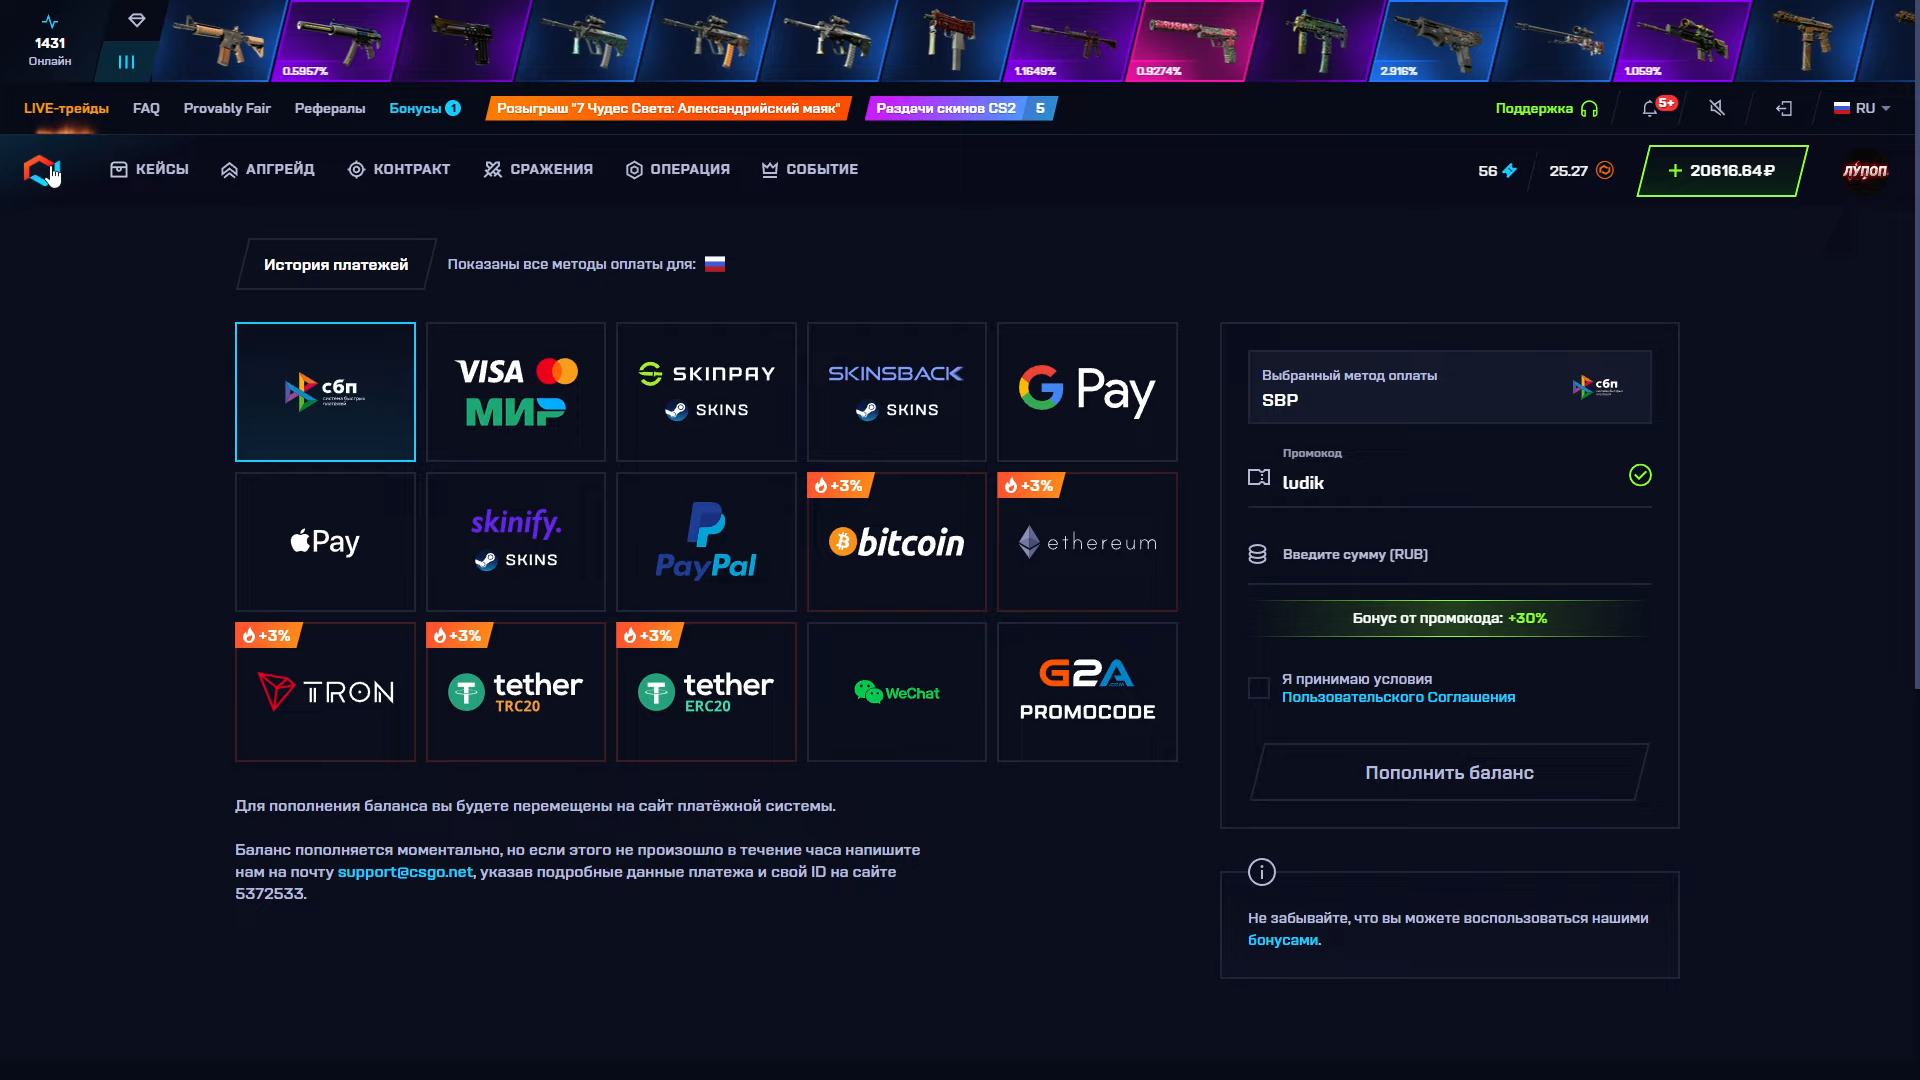 1431
Онлайн
0.5957%
1.1649%
0.9274%
2.916%
1.059%
LIVE-трейды
FAQ
Provably Fair
Рефералы
Бонусы 1
Розыгрыш "7 Чудес Света: Александрийский маяк"
Раздачи скинов CS2 5
Поддержка
5+
RU
КЕЙСЫ
АПГРЕЙД
КОНТРАКТ
СРАЖЕНИЯ
ОПЕРАЦИЯ
СОБЫТИЕ
56
25.27
+ 20616.64₽
ЛУПОП
История платежей
Показаны все методы оплаты для:
сбп
система быстрых
платежей
VISA
МИР
SKINPAY
SKINS
SKINSBACK
SKINS
G Pay
Pay
skinify.
SKINS
PayPal
+3%
bitcoin
+3%
ethereum
+3%
TRON
+3%
tether
TRC20
+3%
tether
ERC20
WeChat
G2A
.COM
PROMOCODE
Выбранный метод оплаты
SBP
сбп
Промокод
ludik
Введите сумму (RUB)
Бонус от промокода: +30%
Я принимаю условия
Пользовательского Соглашения
Пополнить баланс
Для пополнения баланса вы будете перемещены на сайт платёжной системы.
Баланс пополняется моментально, но если этого не произошло в течение часа напишите
нам на почту support@csgo.net, указав подробные данные платежа и свой ID на сайте
5372533.
Не забывайте, что вы можете воспользоваться нашими
бонусами.